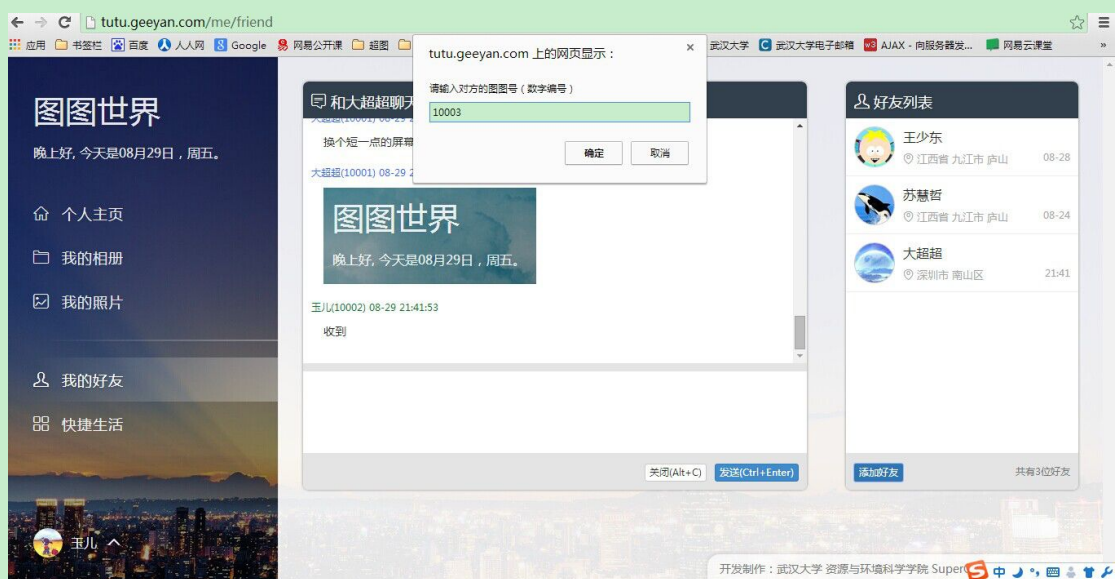 tutu.geeyan.com/me/friend
应用 书签栏 百度 人人网 Google 网易公开课 超图 武汉大学 武汉大学电子邮箱 AJAX - 向服务器发... 网易云课堂 »
tutu.geeyan.com 上的网页显示：
请输入对方的图图号（数字编号）
10003
确定 取消
图图世界
晚上好, 今天是08月29日，周五。
个人主页
我的相册
我的照片
我的好友
快捷生活
玉儿
和大超超聊天
大超超(10001) 08-29 2
换个短一点的屏幕
大超超(10001) 08-29 2
图图世界
晚上好, 今天是08月29日，周五。
玉儿(10002) 08-29 21:41:53
收到
关闭(Alt+C) 发送(Ctrl+Enter)
好友列表
王少东
江西省 九江市 庐山 08-28
苏慧哲
江西省 九江市 庐山 08-24
大超超
深圳市 南山区 21:41
添加好友 共有3位好友
开发制作：武汉大学 资源与环境科学学院 Super
中